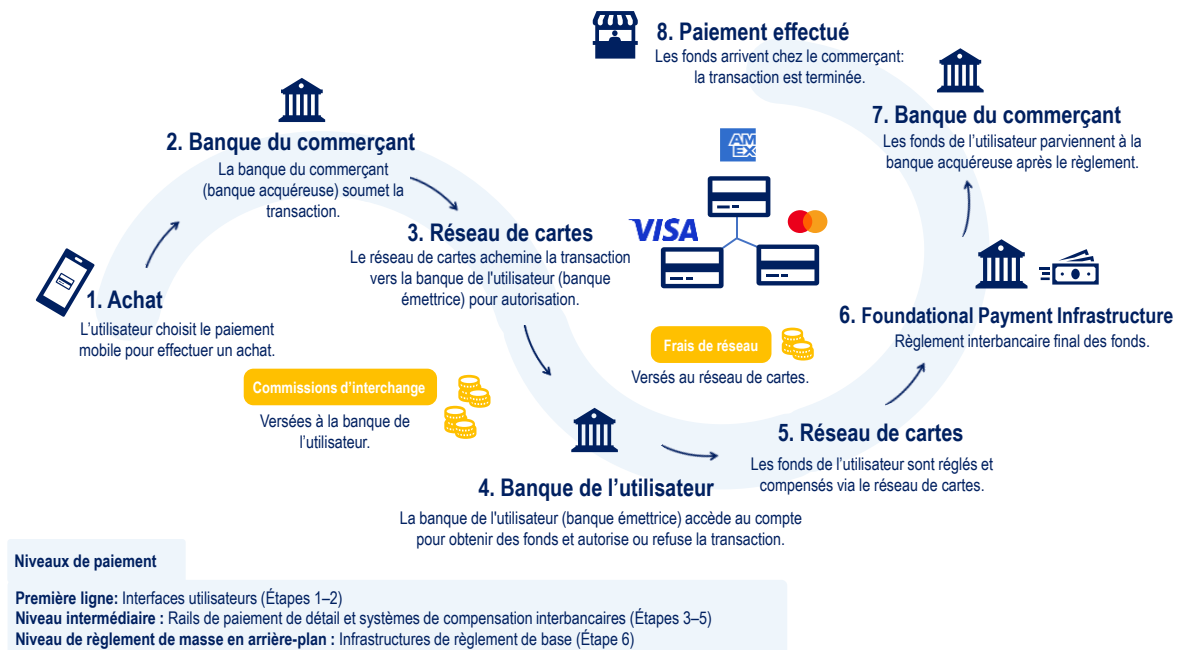 1. Achat
L'utilisateur choisit le paiement
mobile pour effectuer un achat.
2. Banque du commerçant
La banque du commerçant
(banque acquéreuse) soumet la
transaction.
3. Réseau de cartes
Le réseau de cartes achemine la transaction
vers la banque de l'utilisateur (banque
émettrice) pour autorisation.
Commissions d'interchange
Versées à la banque de
l'utilisateur.
4. Banque de l'utilisateur
La banque de l'utilisateur (banque émettrice) accède au compte
pour obtenir des fonds et autorise ou refuse la transaction.
AM
EX
VISA
Frais de réseau
Versés au réseau de cartes.
5. Réseau de cartes
Les fonds de l'utilisateur sont réglés et
compensés via le réseau de cartes.
6. Foundational Payment Infrastructure
Règlement interbancaire final des fonds.
7. Banque du commerçant
Les fonds de l'utilisateur parviennent à la
banque acquéreuse après le règlement.
8. Paiement effectué
Les fonds arrivent chez le commerçant:
la transaction est terminée.
Niveaux de paiement
Première ligne: Interfaces utilisateurs (Étapes 1–2)
Niveau intermédiaire : Rails de paiement de détail et systèmes de compensation interbancaires (Étapes 3–5)
Niveau de règlement de masse en arrière-plan : Infrastructures de règlement de base (Étape 6)